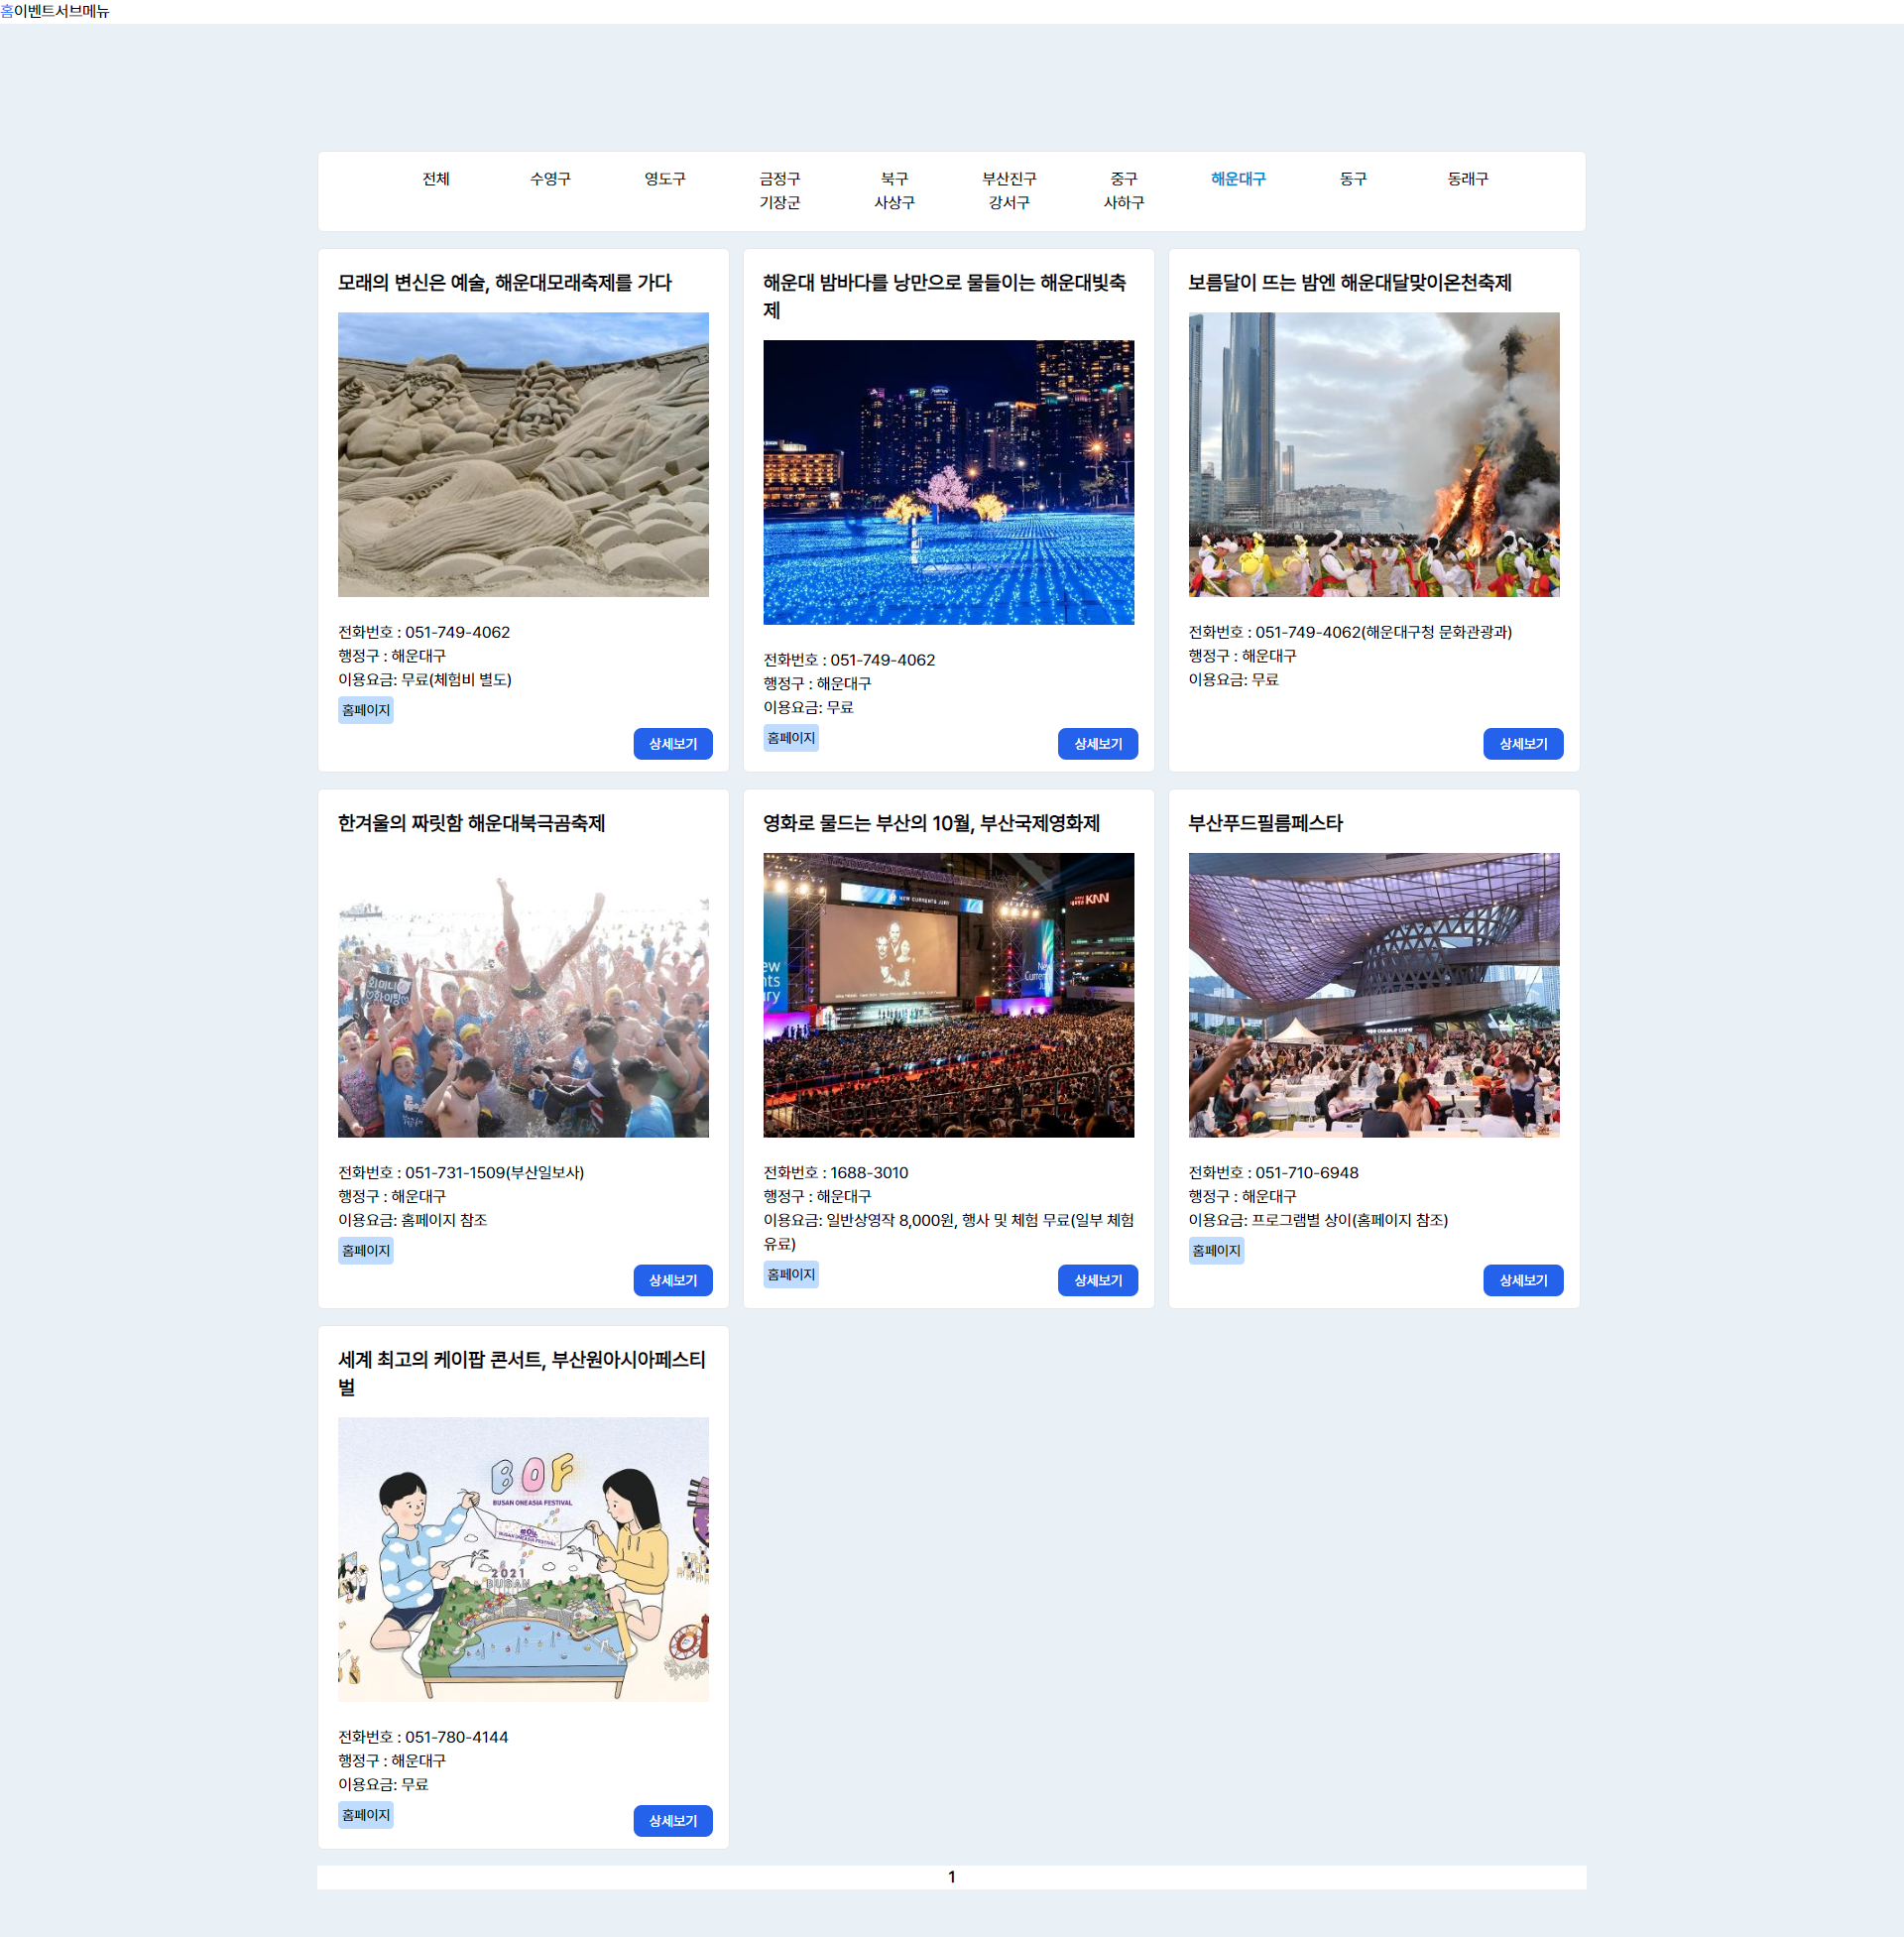 홈이벤트서브메뉴
전체 수영구 영도구 금정구 북구 부산진구 중구 해운대구 동구 동래구
기장군 사상구 강서구 사하구
모래의 변신은 예술, 해운대모래축제를 가다
전화번호 : 051-749-4062
행정구 : 해운대구
이용요금: 무료(체험비 별도)
홈페이지
상세보기
해운대 밤바다를 낭만으로 물들이는 해운대빛축
제
전화번호 : 051-749-4062
행정구 : 해운대구
이용요금: 무료
홈페이지
상세보기
보름달이 뜨는 밤엔 해운대달맞이온천축제
전화번호 : 051-749-4062(해운대구청 문화관광과)
행정구 : 해운대구
이용요금: 무료
상세보기
한겨울의 짜릿함 해운대북극곰축제
전화번호 : 051-731-1509(부산일보사)
행정구 : 해운대구
이용요금: 홈페이지 참조
홈페이지
상세보기
영화로 물드는 부산의 10월, 부산국제영화제
NEW CURRENTS JURY
KNN
New
Currents
Jury
전화번호 : 1688-3010
행정구 : 해운대구
이용요금: 일반상영작 8,000원, 행사 및 체험 무료(일부 체험
유료)
홈페이지
상세보기
부산푸드필름페스타
DOUBLE CONE
전화번호 : 051-710-6948
행정구 : 해운대구
이용요금: 프로그램별 상이(홈페이지 참조)
홈페이지
상세보기
세계 최고의 케이팝 콘서트, 부산원아시아페스티
벌
BOF
BUSAN ONEASIA FESTIVAL
2021
BUSAN
전화번호 : 051-780-4144
행정구 : 해운대구
이용요금: 무료
홈페이지
상세보기
1